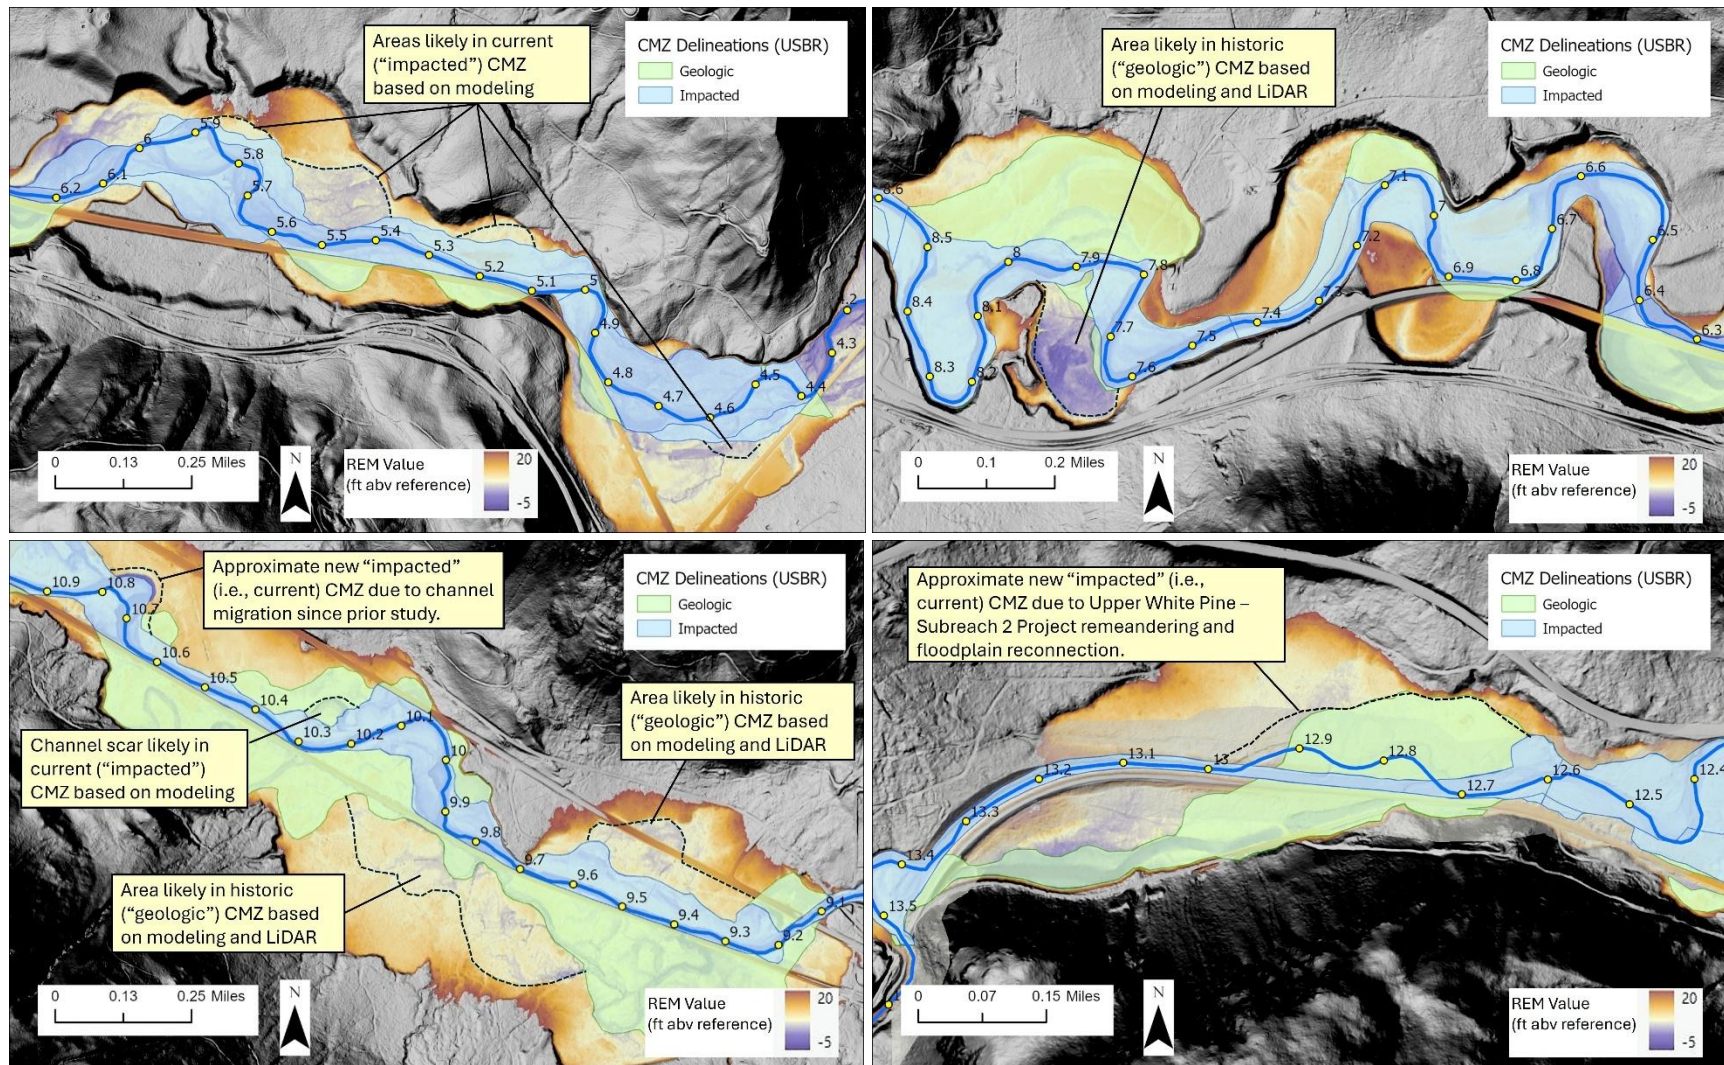 Areas likely in current
(“impacted”) CMZ
based on modeling
CMZ Delineations (USBR)
Geologic
Impacted
6.2
6.1
6
5.9
5.8
5.7
5.6
5.5
5.4
5.3
5.2
5.1
5
4.9
4.8
4.7
4.6
4.5
4.4
4.3
0 0.13 0.25 Miles
N
REM Value
(ft abv reference)
20
-5
Area likely in historic
(“geologic”) CMZ based
on modeling and LiDAR
CMZ Delineations (USBR)
Geologic
Impacted
8.6
8.5
8.4
8.3
8.2
8.1
8
7.9
7.8
7.7
7.6
7.5
7.4
7.3
7.2
7.1
7
6.9
6.8
6.7
6.6
6.5
6.4
6.3
0 0.1 0.2 Miles
N
REM Value
(ft abv reference)
20
-5
Approximate new “impacted”
(i.e., current) CMZ due to channel
migration since prior study.
CMZ Delineations (USBR)
Geologic
Impacted
Area likely in historic
(“geologic”) CMZ based
on modeling and LiDAR
Channel scar likely in
current (“impacted”)
CMZ based on modeling
Area likely in historic
(“geologic”) CMZ based
on modeling and LiDAR
10.9
10.8
10.7
10.6
10.5
10.4
10.3
10.2
10.1
10
9.9
9.8
9.7
9.6
9.5
9.4
9.3
9.2
9.1
0 0.13 0.25 Miles
N
REM Value
(ft abv reference)
20
-5
Approximate new “impacted” (i.e.,
current) CMZ due to Upper White Pine –
Subreach 2 Project remeandering and
floodplain reconnection.
CMZ Delineations (USBR)
Geologic
Impacted
13.5
13.4
13.3
13.2
13.1
13
12.9
12.8
12.7
12.6
12.5
12.4
0 0.07 0.15 Miles
N
REM Value
(ft abv reference)
20
-5